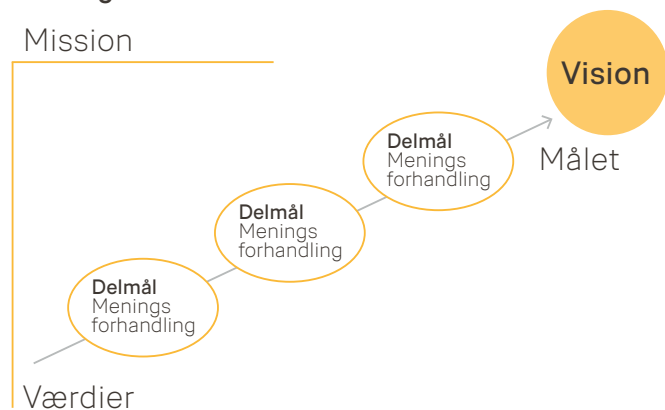 Mission
Vision
Målet
Delmål
Menings
forhandling
Delmål
Menings
forhandling
Delmål
Menings
forhandling
Værdier